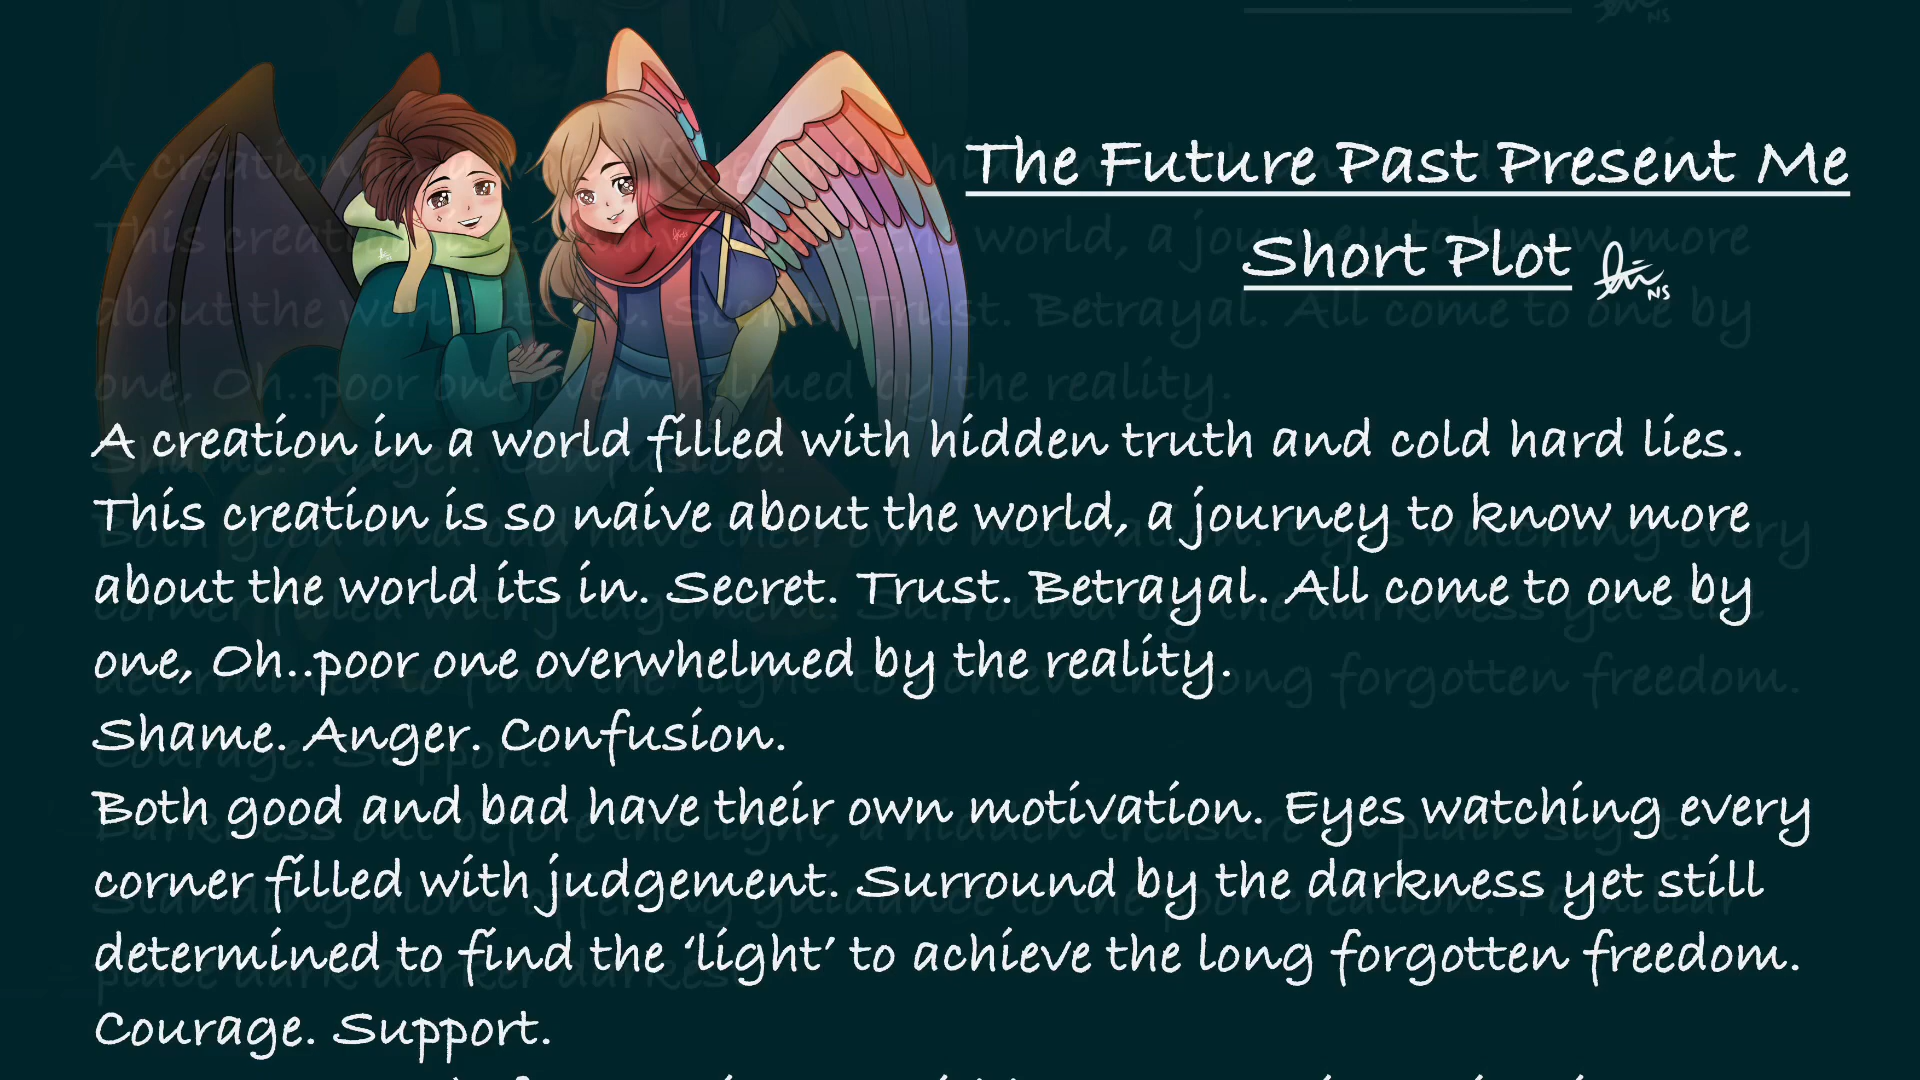 The Future Past Present Me
Short Plot
NS
A creation in a world filled with hidden truth and cold hard lies.
This creation is so naive about the world, a journey to know more
about the world its in. Secret. Trust. Betrayal. All come to one by
one, Oh..poor one overwhelmed by the reality.
Shame. Anger. Confusion.
Both good and bad have their own motivation. Eyes watching every
corner filled with judgement. Surround by the darkness yet still
determined to find the ‘light’ to achieve the long forgotten freedom.
Courage. Support.